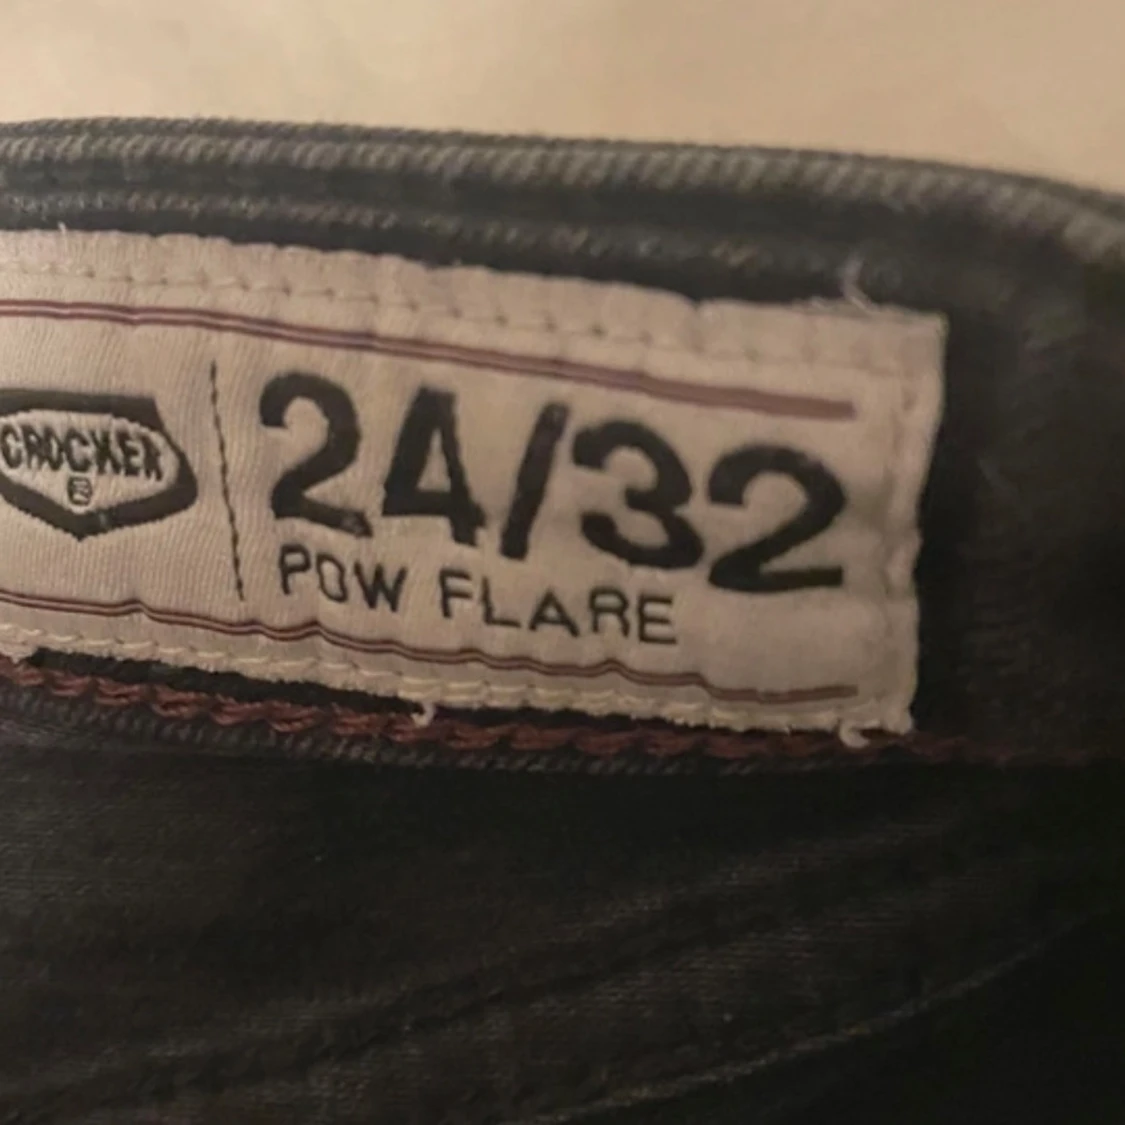 CROCKER
®
24/32
POW FLARE